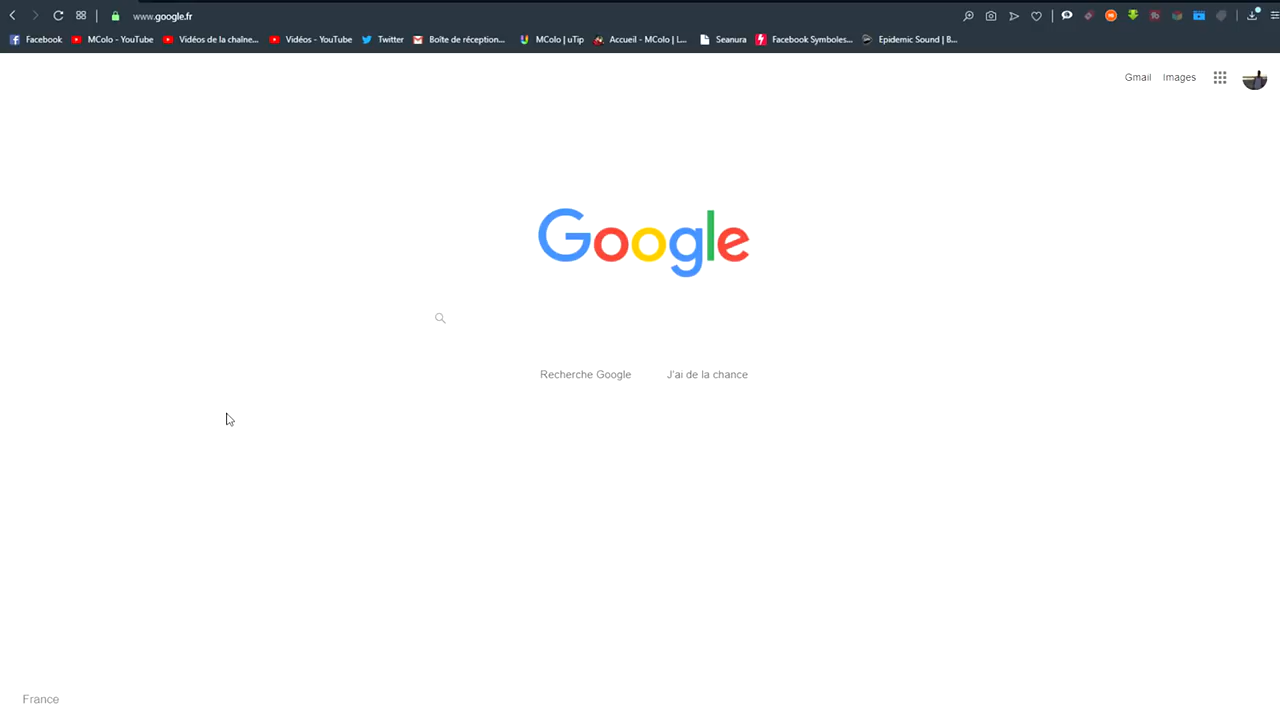 www.google.fr
Facebook MColo - YouTube Vidéos de la chaîne... Vidéos - YouTube Twitter Boîte de réception... MColo | uTip Accueil - MColo | L... Seanura Facebook Symboles... Epidemic Sound | B...
Gmail Images
Google
Recherche Google J'ai de la chance
France